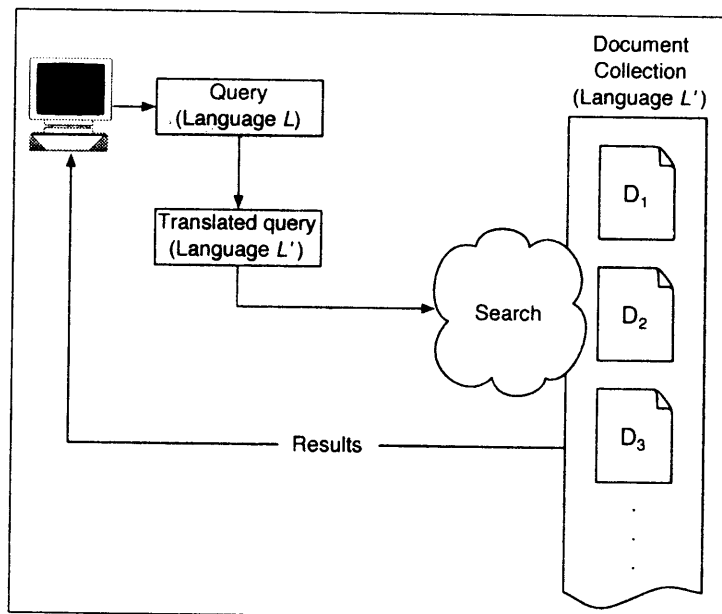 Document
Collection
(Language L')
Query
(Language L)
Translated query
(Language L')
Search
D₁
D₂
D₃
Results